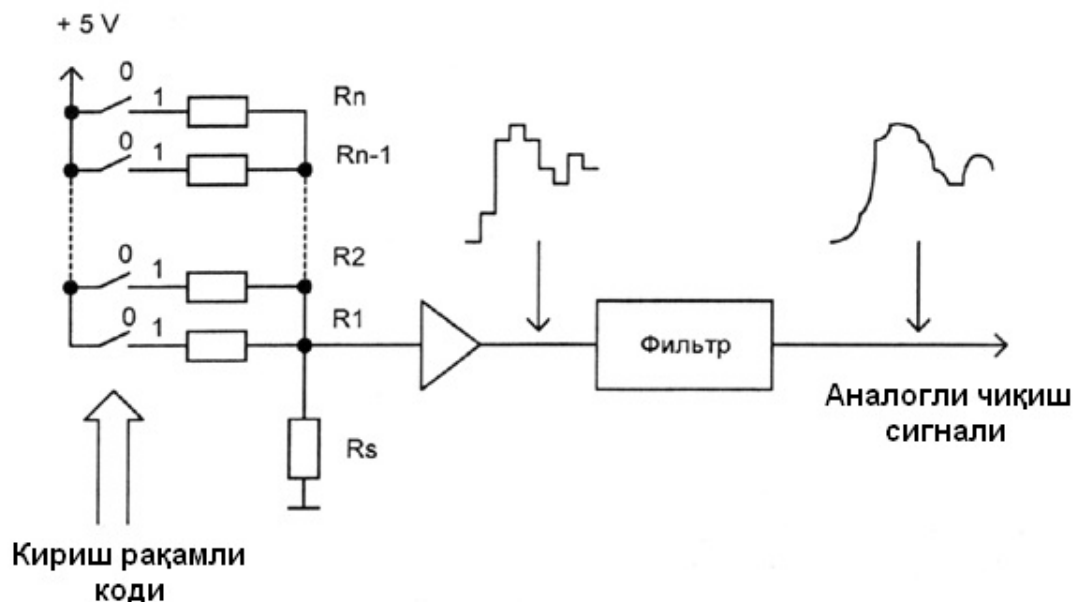 + 5 V
0
1
Rn
0
1
Rn-1
0
1
R2
0
1
R1
Фильтр
Rs
Аналогли чиқиш
сигнали
Кириш рақамли
коди